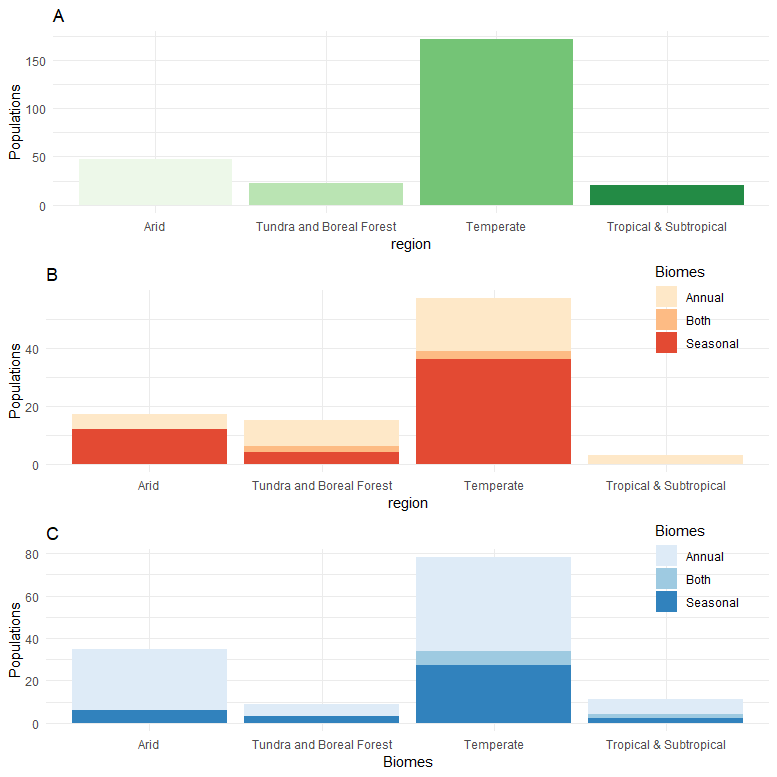 A
Populations
150
100
50
0
Arid
Tundra and Boreal Forest
Temperate
Tropical & Subtropical
region
B
Biomes
Annual
Both
Seasonal
Populations
40
20
0
Arid
Tundra and Boreal Forest
Temperate
Tropical & Subtropical
region
C
Biomes
Annual
Both
Seasonal
Populations
80
60
40
20
0
Arid
Tundra and Boreal Forest
Temperate
Tropical & Subtropical
Biomes